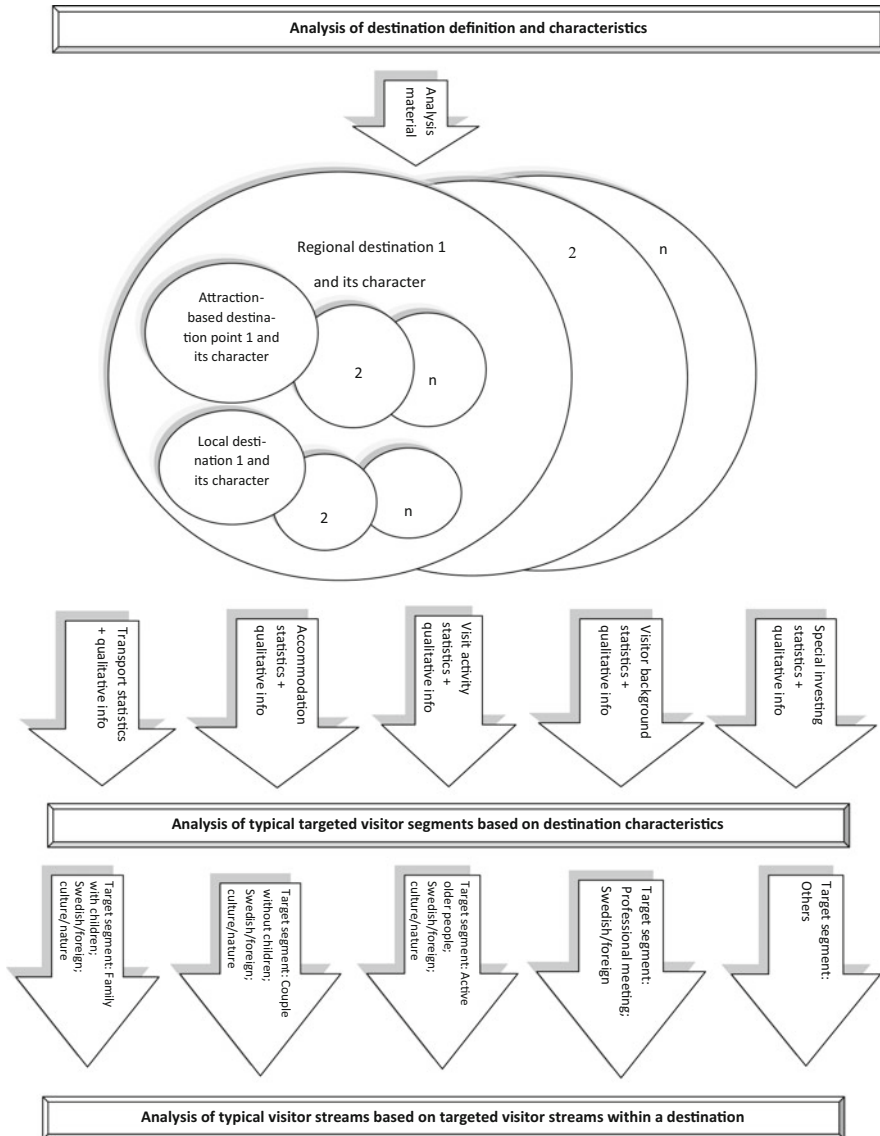 Analysis of destination definition and characteristics
Analysis
material
Regional destination 1
and its character
2
n
Attraction-
based destina-
tion point 1 and
its character
2
n
Local desti-
nation 1 and
its character
2
n
Transport statistics
+ qualitative info
Accommodation
statistics +
qualitative info
Visit activity
statistics +
qualitative info
Visitor background
statistics +
qualitative info
Special investing
statistics +
qualitative info
Analysis of typical targeted visitor segments based on destination characteristics
Target segment: Family
with children;
Swedish/foreign;
culture/nature
Target segment: Couple
without children;
Swedish/foreign;
culture/nature
Target segment: Active
older people;
Swedish/foreign;
culture/nature
Target segment:
Professional meeting;
Swedish/foreign
Target segment:
Others
Analysis of typical visitor streams based on targeted visitor streams within a destination